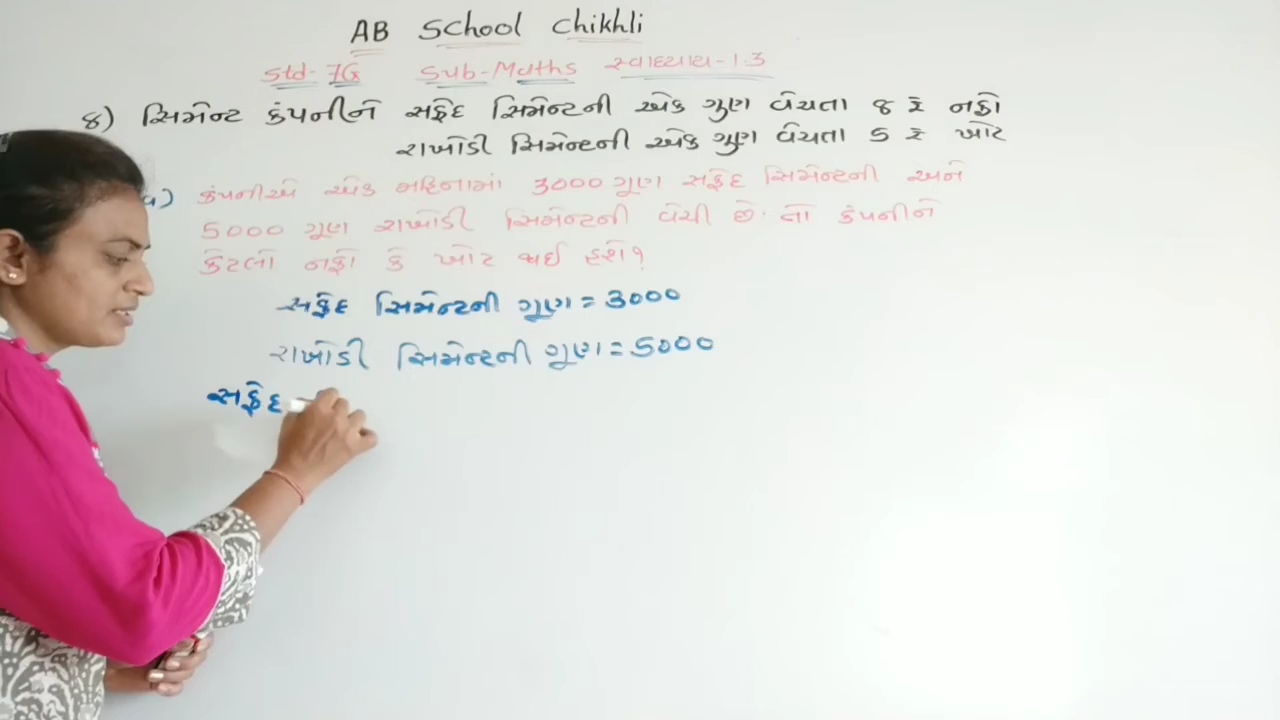 AB School Chikhli
Std-7G Sub-Maths સ્વાધ્યાય-1.3
8) સિમેન્ટ કંપનીને સફેદ સિમેન્ટની એક ગુણ વેચતા 8 ₹ નફો
રાખોડી સિમેન્ટની એક ગુણ વેચતા 5 ₹ ખોટ
a) કંપનીએ એક મહિનામાં 3000 ગુણ સફેદ સિમેન્ટની અને
5000 ગુણ રાખોડી સિમેન્ટની વેચી છે. તો કંપનીને
કેટલો નફો કે ખોટ થઈ હશે?
સફેદ સિમેન્ટની ગુણ = 3000
રાખોડી સિમેન્ટની ગુણ = 5000
સફેદ